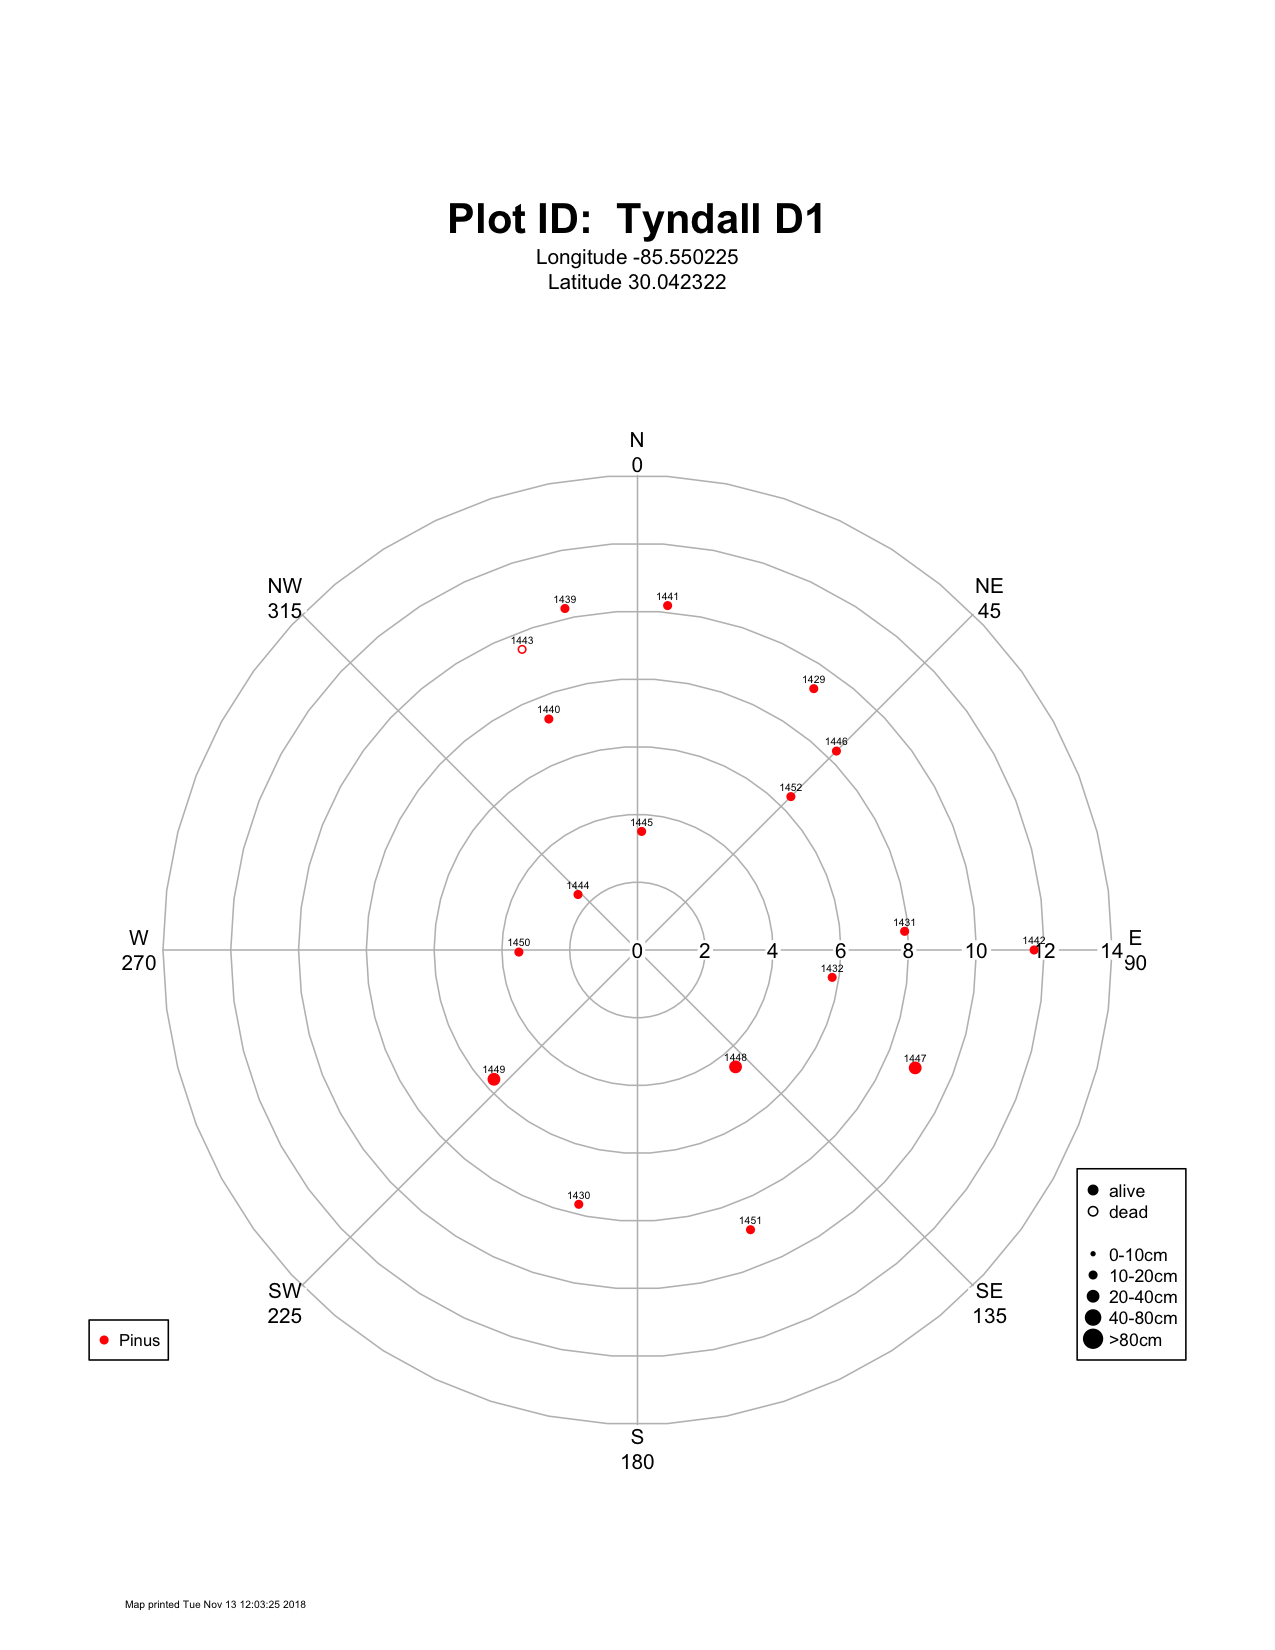 Plot ID:  Tyndall D1
Longitude -85.550225
Latitude 30.042322
N
0
NW
315
NE
45
1439
1441
1443
1429
1440
1446
1452
1445
1444
1431
1450
1442
W
270
0 2 4 6 8 10 12 14
E
90
1432
1448
1447
1449
1430
1451
alive
dead
0-10cm
10-20cm
20-40cm
40-80cm
>80cm
SW
225
SE
135
Pinus
S
180
Map printed Tue Nov 13 12:03:25 2018